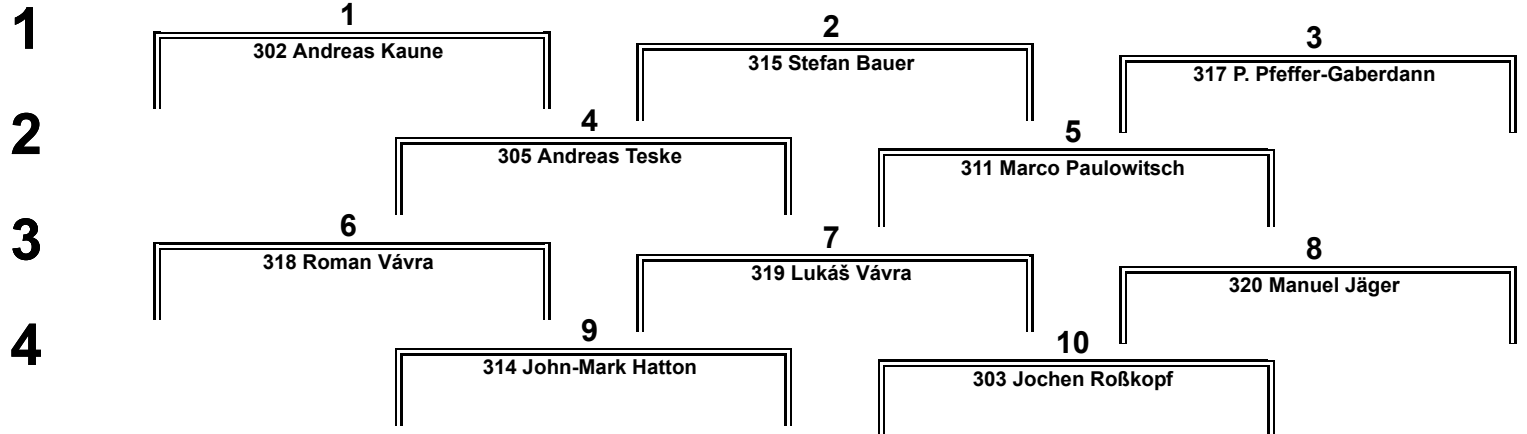 1
1
2
3
302 Andreas Kaune
315 Stefan Bauer
317 P. Pfeffer-Gaberdann
2
4
5
305 Andreas Teske
311 Marco Paulowitsch
3
6
7
8
318 Roman Vávra
319 Lukáš Vávra
320 Manuel Jäger
4
9
10
314 John-Mark Hatton
303 Jochen Roßkopf